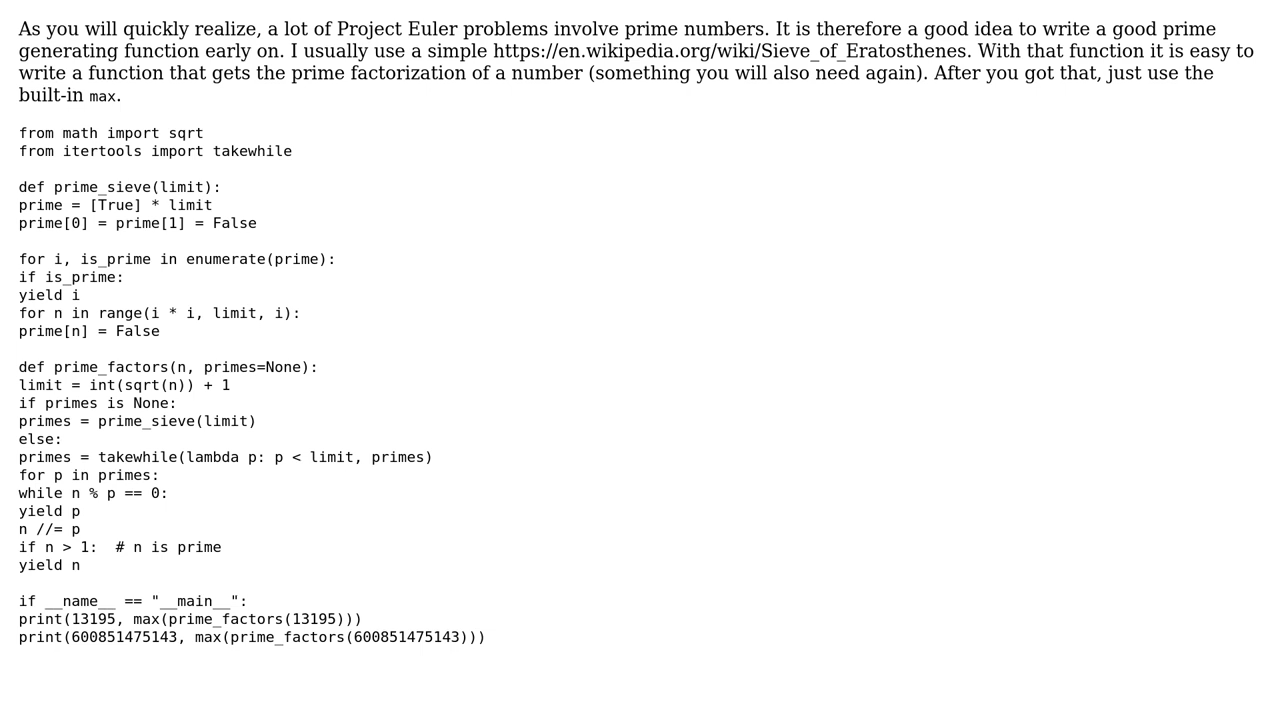 As you will quickly realize, a lot of Project Euler problems involve prime numbers. It is therefore a good idea to write a good prime
generating function early on. I usually use a simple https://en.wikipedia.org/wiki/Sieve_of_Eratosthenes. With that function it is easy to
write a function that gets the prime factorization of a number (something you will also need again). After you got that, just use the
built-in max.

from math import sqrt
from itertools import takewhile

def prime_sieve(limit):
prime = [True] * limit
prime[0] = prime[1] = False

for i, is_prime in enumerate(prime):
if is_prime:
yield i
for n in range(i * i, limit, i):
prime[n] = False

def prime_factors(n, primes=None):
limit = int(sqrt(n)) + 1
if primes is None:
primes = prime_sieve(limit)
else:
primes = takewhile(lambda p: p < limit, primes)
for p in primes:
while n % p == 0:
yield p
n //= p
if n > 1:  # n is prime
yield n

if __name__ == "__main__":
print(13195, max(prime_factors(13195)))
print(600851475143, max(prime_factors(600851475143)))